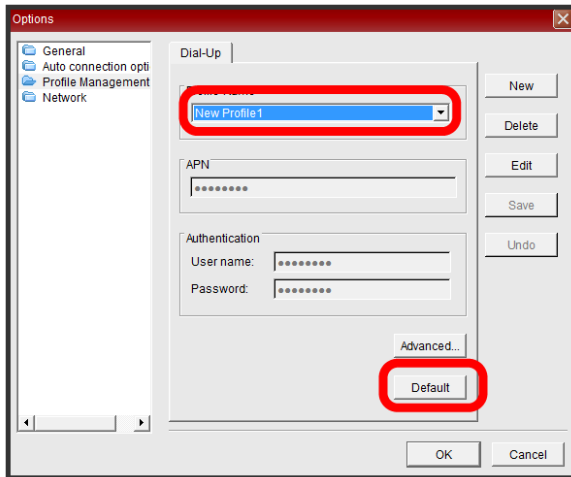 Options
General
Auto connection opti
Profile Management
Network
Dial-Up
New Profile1
APN
Authentication
User name:
Password:
Advanced...
Default
New
Delete
Edit
Save
Undo
OK
Cancel